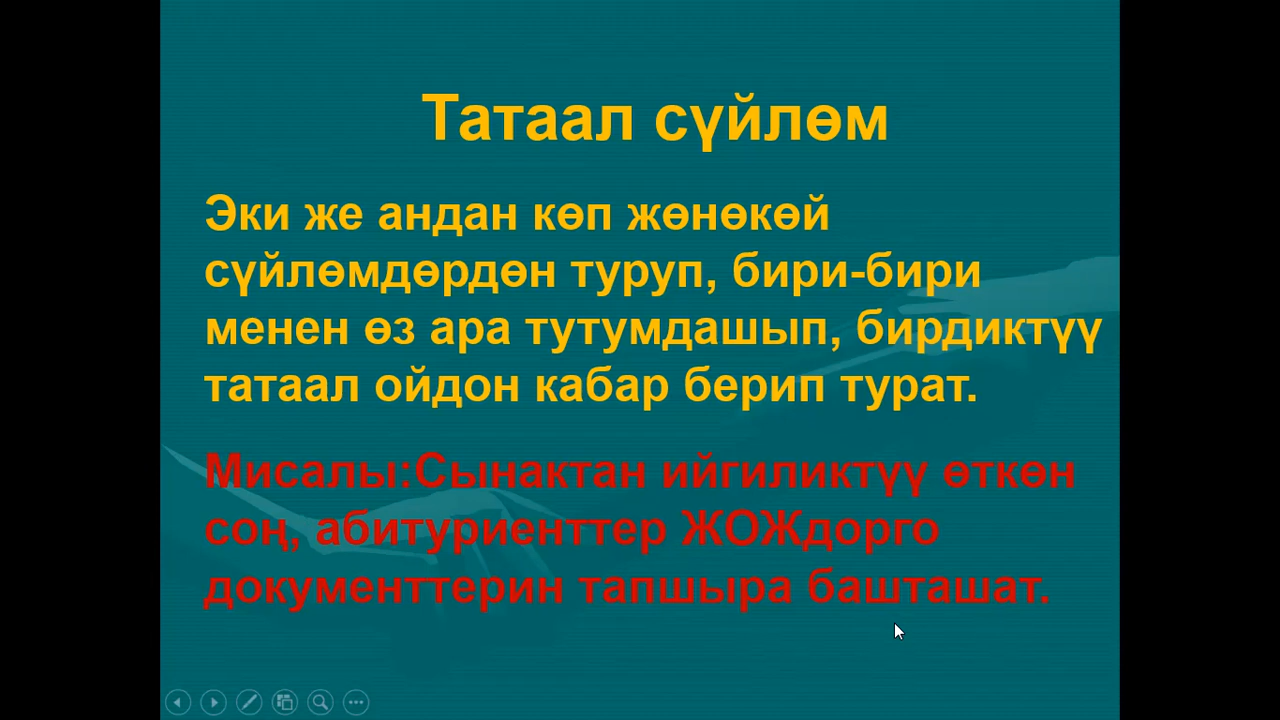 Татаал сүйлөм
Эки же андан көп жөнөкөй
сүйлөмдөрдөн туруп, бири-бири
менен өз ара тутумдашып, бирдиктүү
татаал ойдон кабар берип турат.
Мисалы:Сынактан ийгиликтүү өткөн
соң, абитуриенттер ЖОЖдорго
документтерин тапшыра башташат.